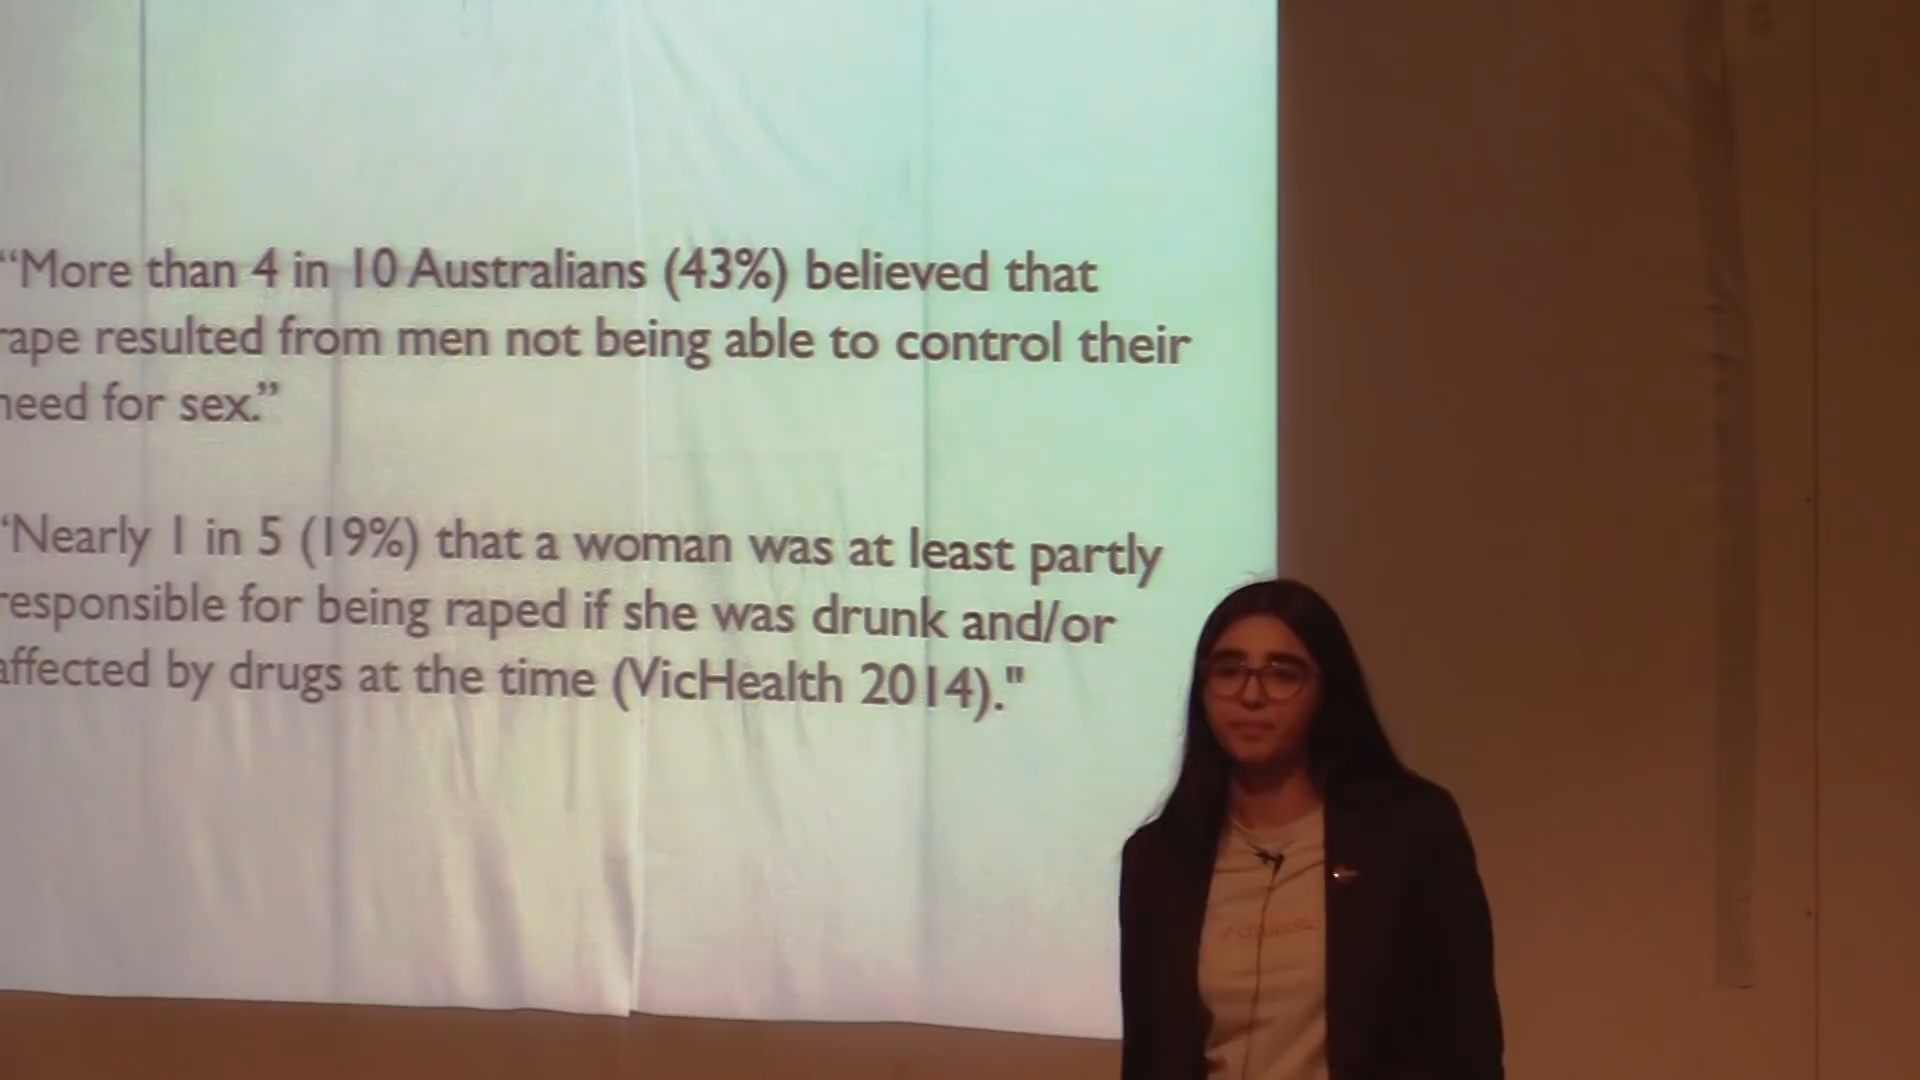 “More than 4 in 10 Australians (43%) believed that
rape resulted from men not being able to control their
need for sex.”
“Nearly 1 in 5 (19%) that a woman was at least partly
responsible for being raped if she was drunk and/or
affected by drugs at the time (VicHealth 2014)."